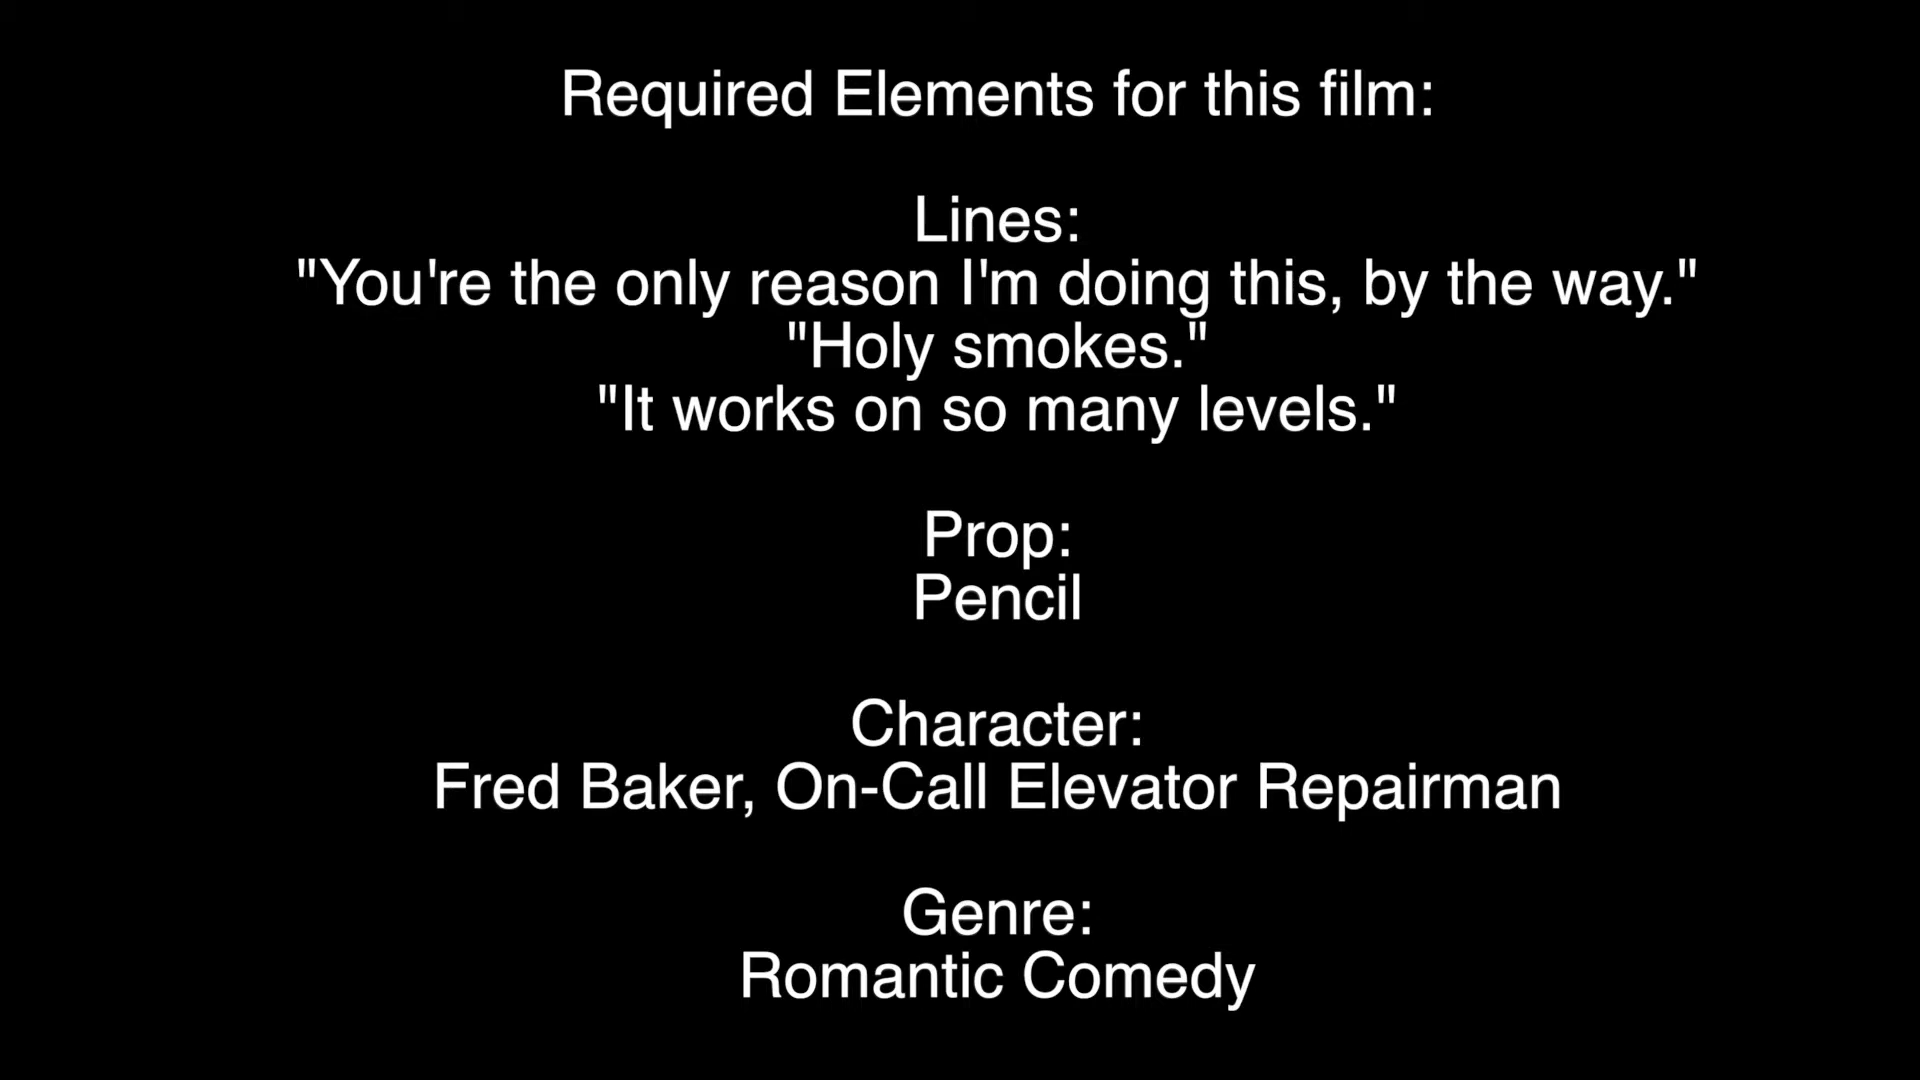 Required Elements for this film:
Lines:
"You're the only reason I'm doing this, by the way."
"Holy smokes."
"It works on so many levels."
Prop:
Pencil
Character:
Fred Baker, On-Call Elevator Repairman
Genre:
Romantic Comedy